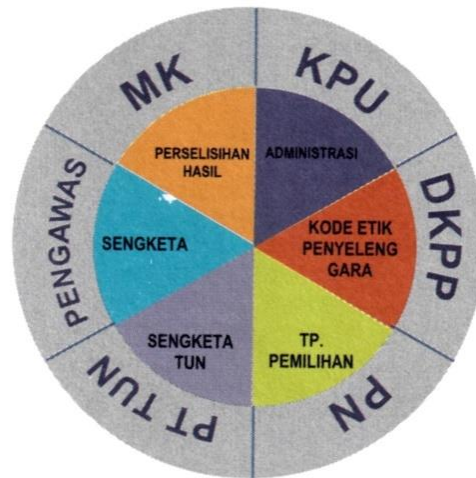 MK
KPU
DKPP
PN
PT TUN
PENGAWAS
PERSELISIHAN
HASIL
ADMINISTRASI
KODE ETIK
PENYELENG
GARA
TP.
PEMILIHAN
SENGKETA
TUN
SENGKETA